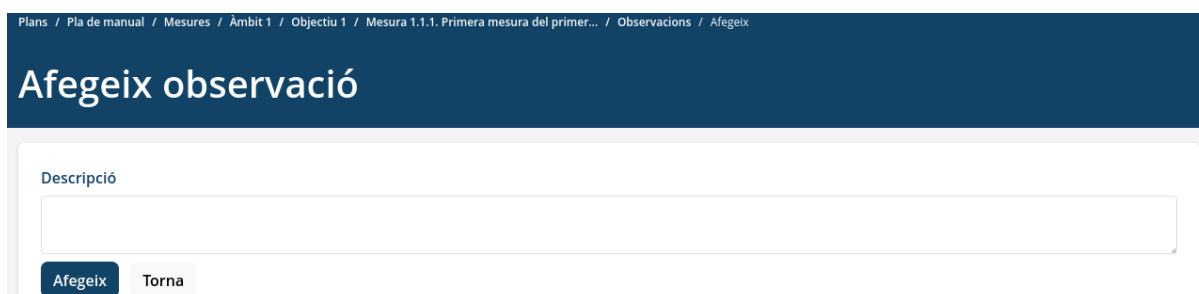 Plans / Pla de manual / Mesures / Àmbit 1 / Objectiu 1 / Mesura 1.1.1. Primera mesura del primer... / Observacions / Afegeix
Afegeix observació
Descripció
Afegeix Torna